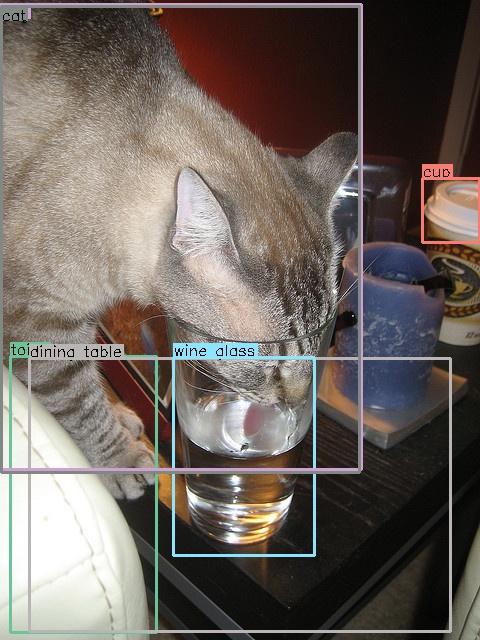 cat
cup
toi
dining table
wine glass